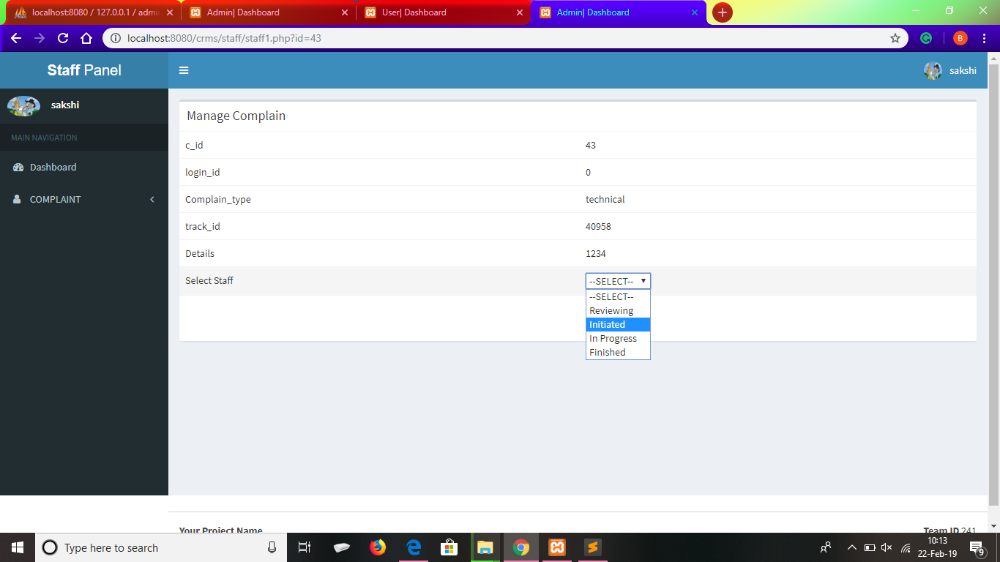 localhost:8080 / 127.0.0.1 / admi
Admin| Dashboard
User| Dashboard
Admin| Dashboard
localhost:8080/crms/staff/staff1.php?id=43
B
Staff Panel
sakshi
sakshi
MAIN NAVIGATION
Dashboard
COMPLAINT
Manage Complain
c_id 43
login_id 0
Complain_type technical
track_id 40958
Details 1234
Select Staff --SELECT--
--SELECT--
Reviewing
Initiated
In Progress
Finished
Your Project Name Team ID 241
Type here to search
10:13
22-Feb-19
9